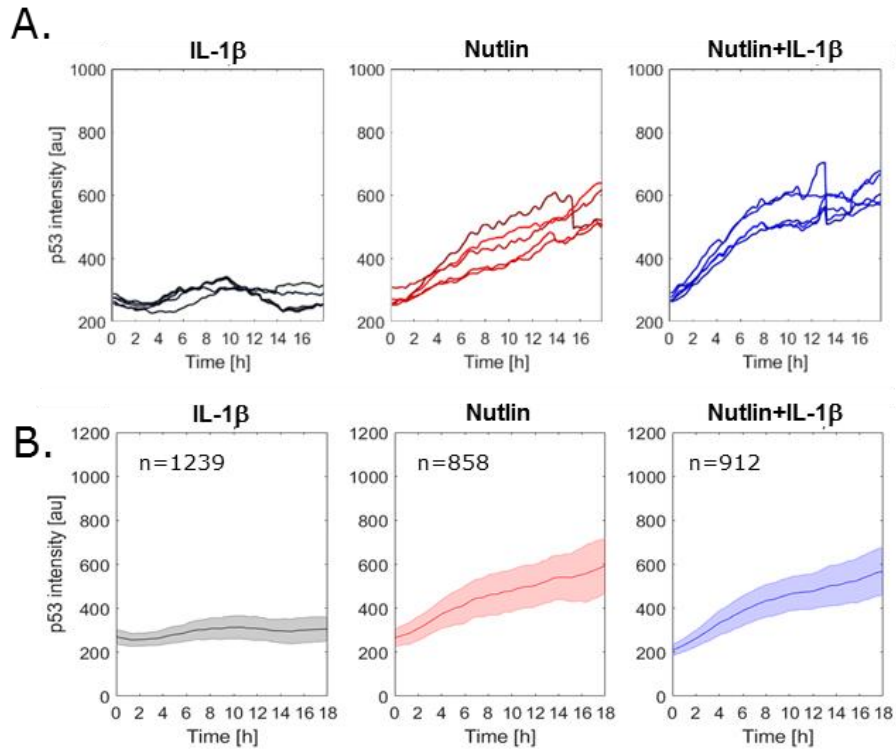 A.
IL-1β Nutlin Nutlin+IL-1β
1000 1000 1000
800 800 800
600 600 600
400 400 400
200 200 200
p53 intensity [au]
0 2 4 6 8 10 12 14 16 0 2 4 6 8 10 12 14 16 0 2 4 6 8 10 12 14 16
Time [h] Time [h] Time [h]
B.
IL-1β Nutlin Nutlin+IL-1β
1200 1200 1200
n=1239 n=858 n=912
1000 1000 1000
800 800 800
600 600 600
400 400 400
200 200 200
0 0 0
p53 intensity [au]
0 2 4 6 8 10 12 14 16 18 0 2 4 6 8 10 12 14 16 18 0 2 4 6 8 10 12 14 16 18
Time [h] Time [h] Time [h]